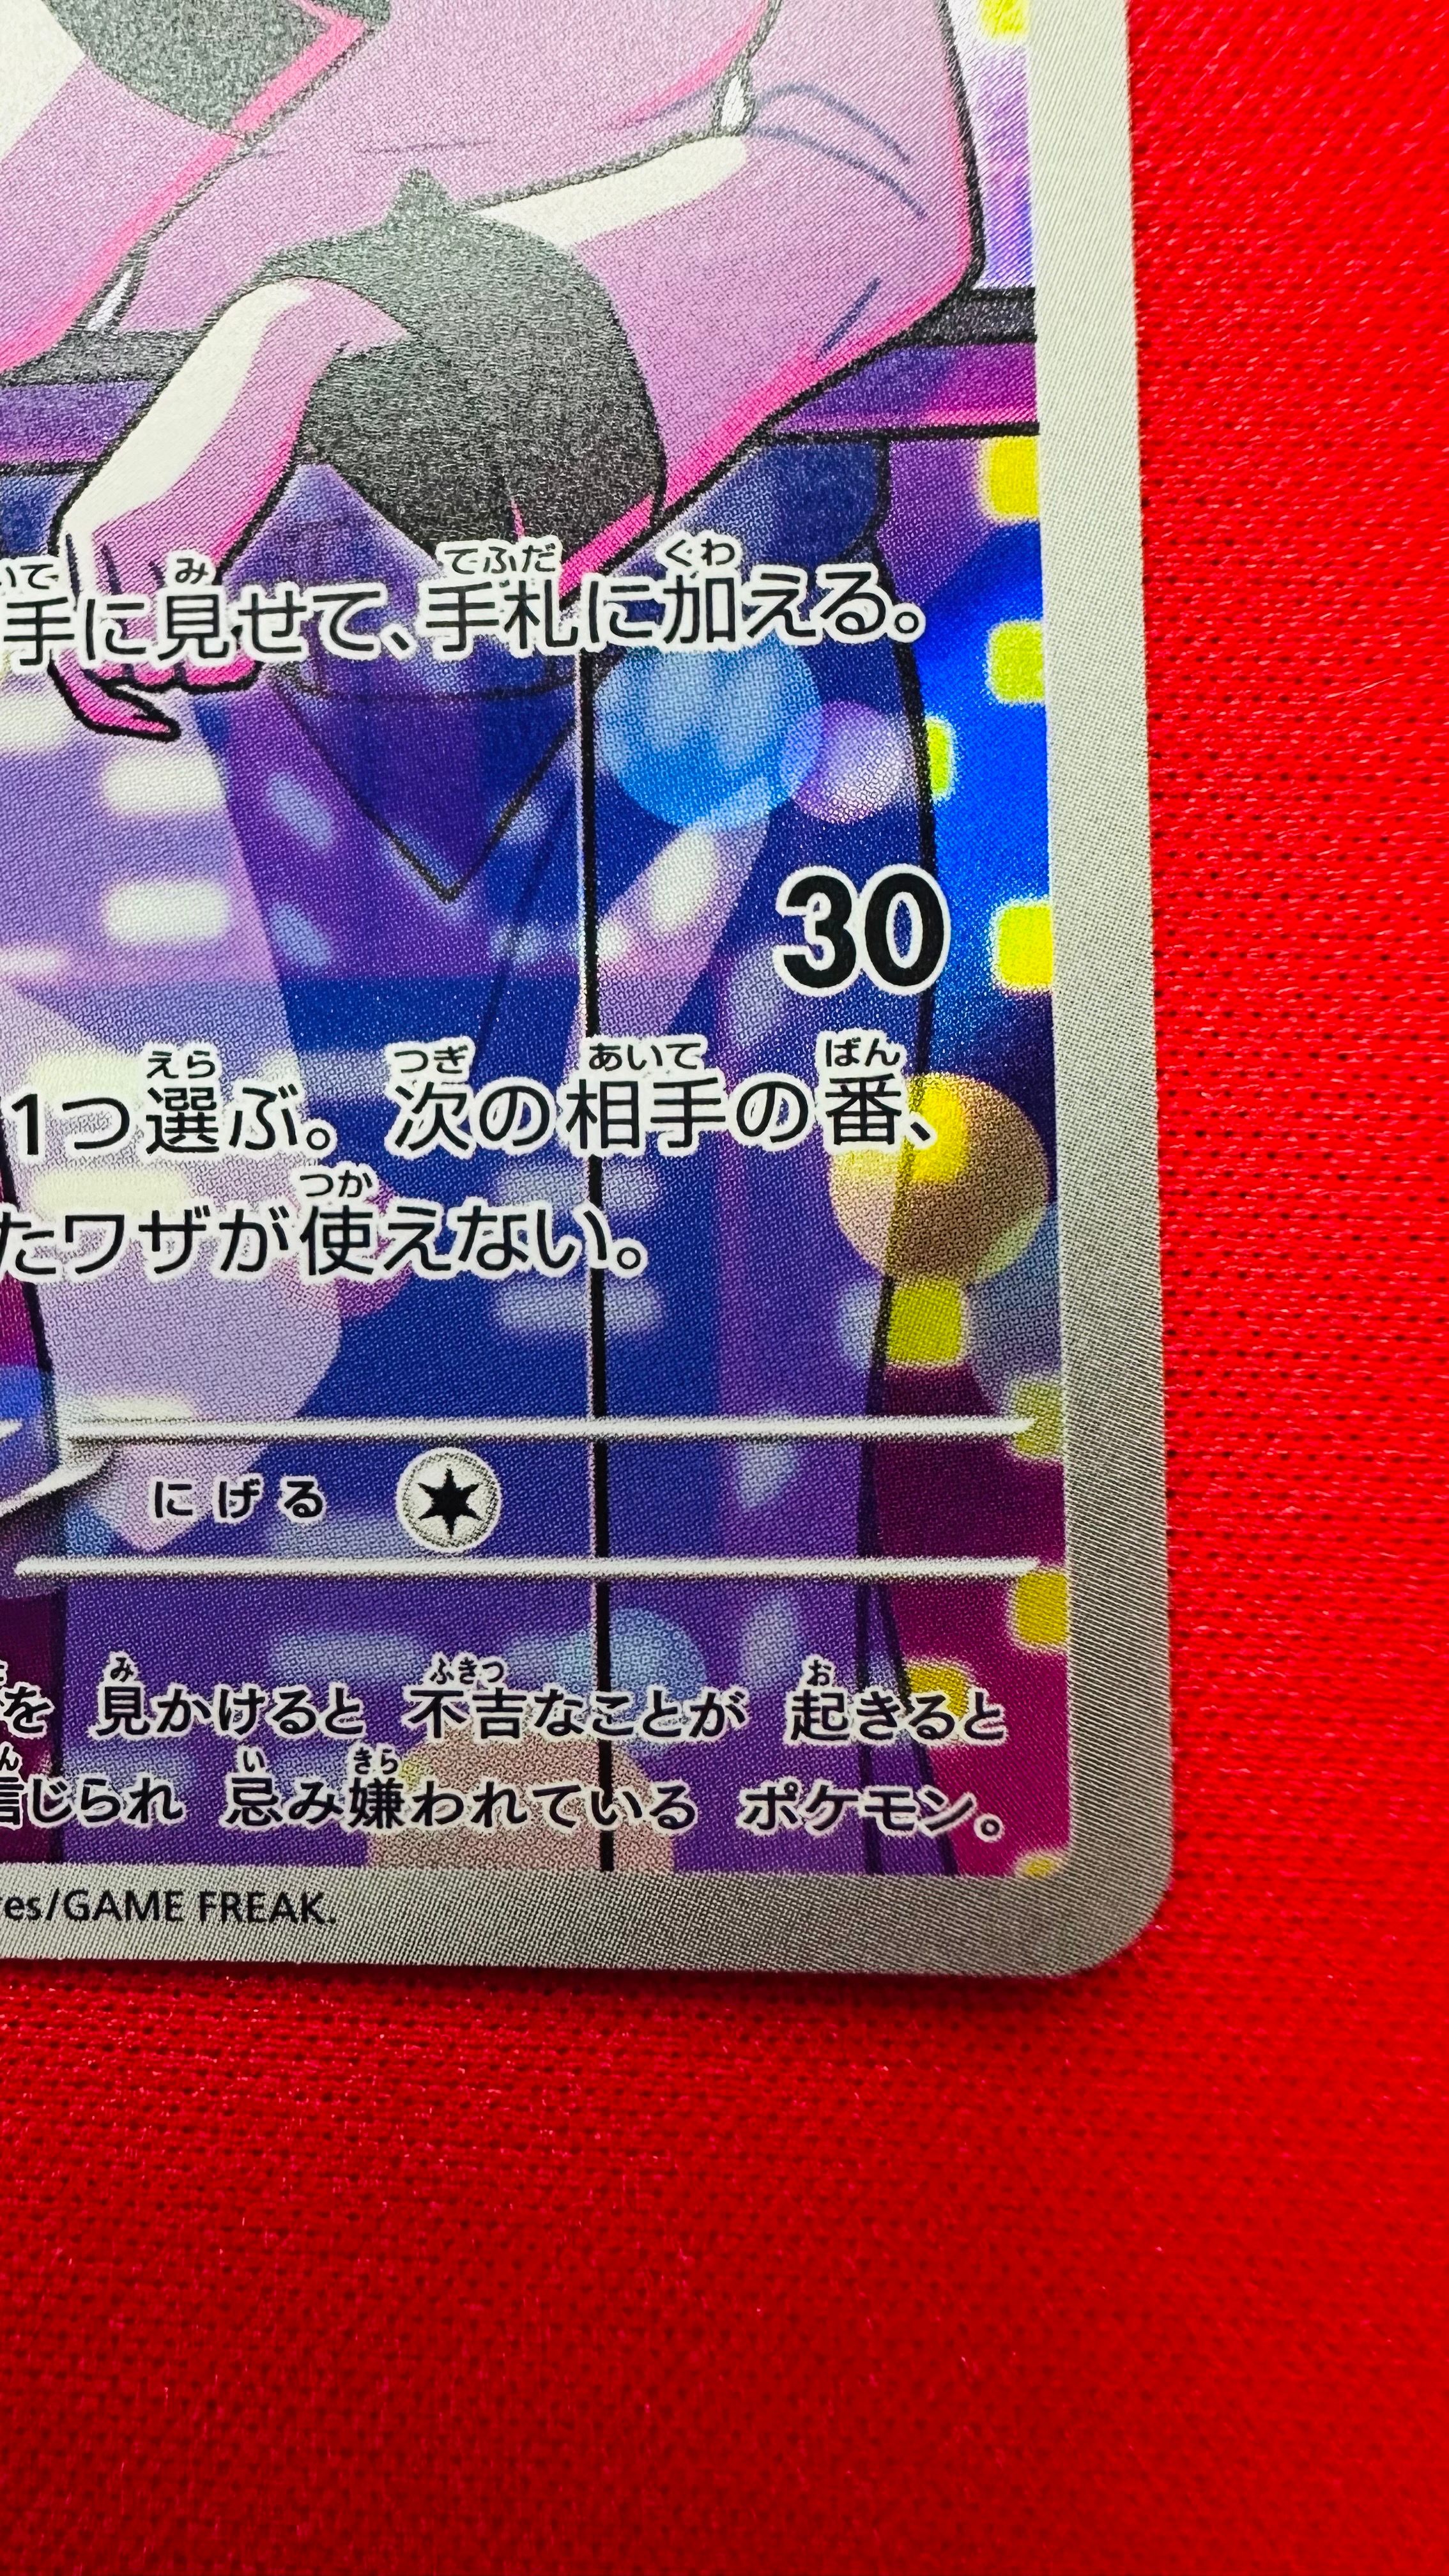 手に見せて、手札に加える。
30
1つ選ぶ。次の相手の番、
たワザが使えない。
にげる
を 見かけると 不吉なことが 起きると
信じられ 忌み嫌われている ポケモン。
res/GAME FREAK.